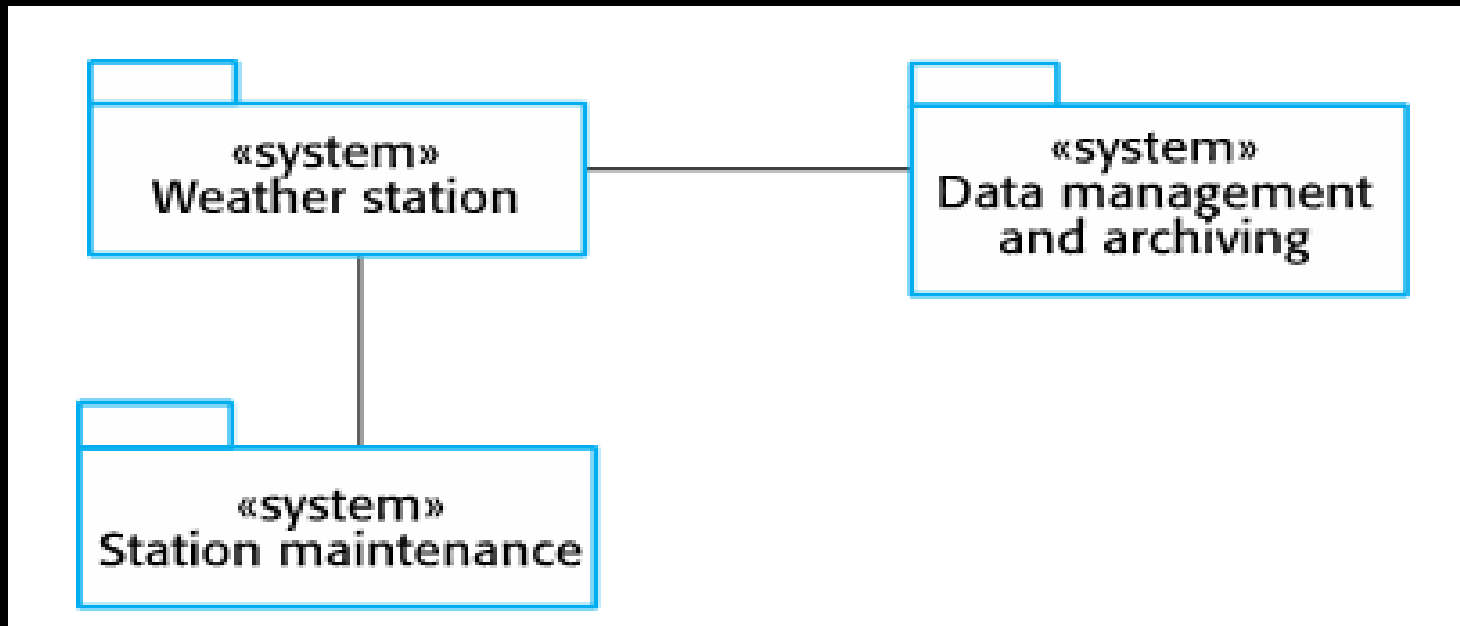 «system»
Weather station
«system»
Data management
and archiving
«system»
Station maintenance